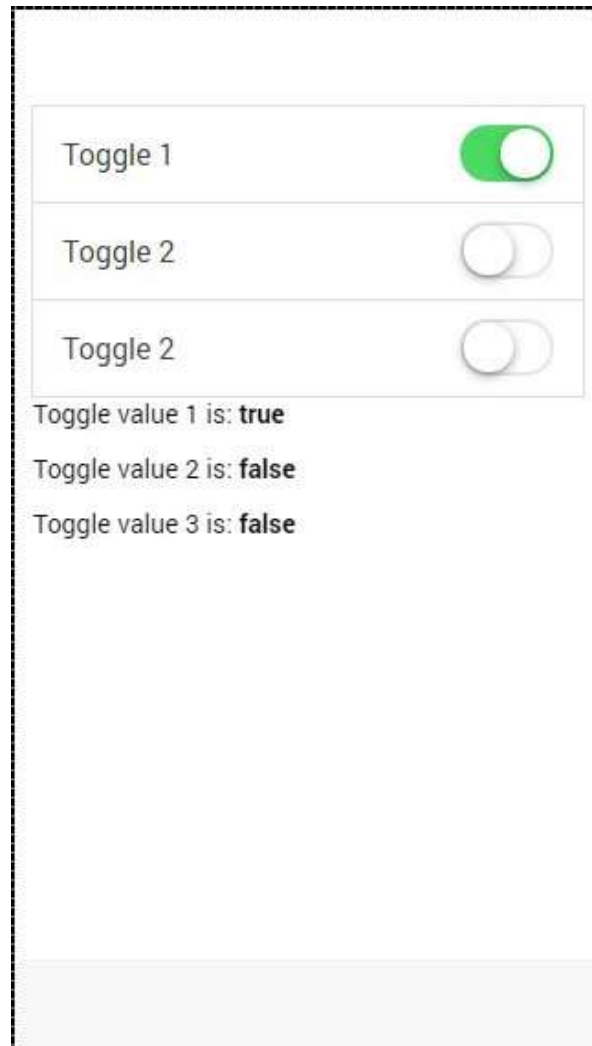 Toggle 1
Toggle 2
Toggle 2
Toggle value 1 is: true
Toggle value 2 is: false
Toggle value 3 is: false